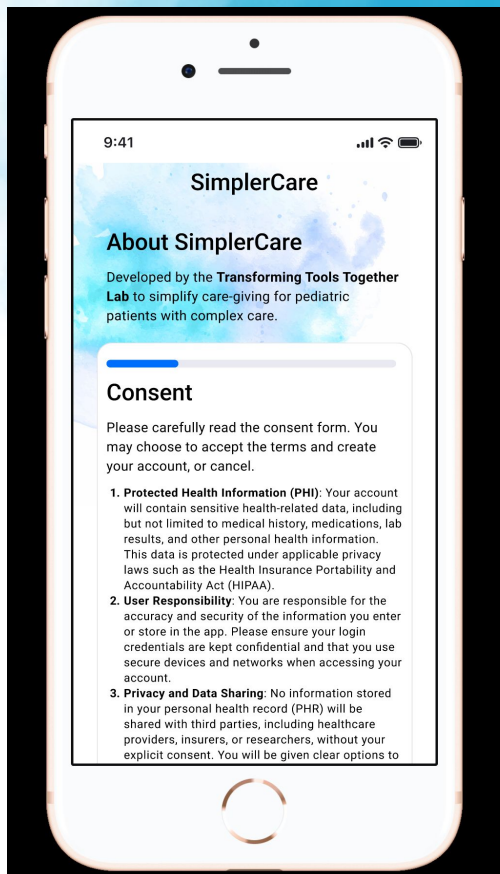 9:41
SimplerCare
About SimplerCare
Developed by the Transforming Tools Together
Lab to simplify care-giving for pediatric
patients with complex care.
Consent
Please carefully read the consent form. You
may choose to accept the terms and create
your account, or cancel.
1. Protected Health Information (PHI): Your account
will contain sensitive health-related data, including
but not limited to medical history, medications, lab
results, and other personal health information.
This data is protected under applicable privacy
laws such as the Health Insurance Portability and
Accountability Act (HIPAA).
2. User Responsibility: You are responsible for the
accuracy and security of the information you enter
or store in the app. Please ensure your login
credentials are kept confidential and that you use
secure devices and networks when accessing your
account.
3. Privacy and Data Sharing: No information stored
in your personal health record (PHR) will be
shared with third parties, including healthcare
providers, insurers, or researchers, without your
explicit consent. You will be given clear options to